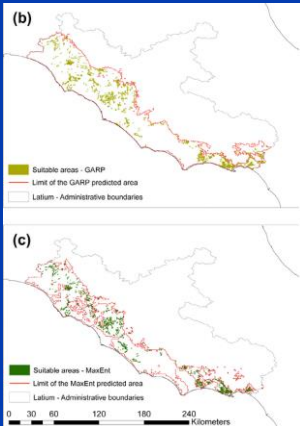 (b)
Suitable areas - GARP
Limit of the GARP predicted area
Latium - Administrative boundaries
(c)
Suitable areas - MaxEnt
Limit of the MaxEnt predicted area
Latium - Administrative boundaries
0 30 60 120 180 240
Kilometers